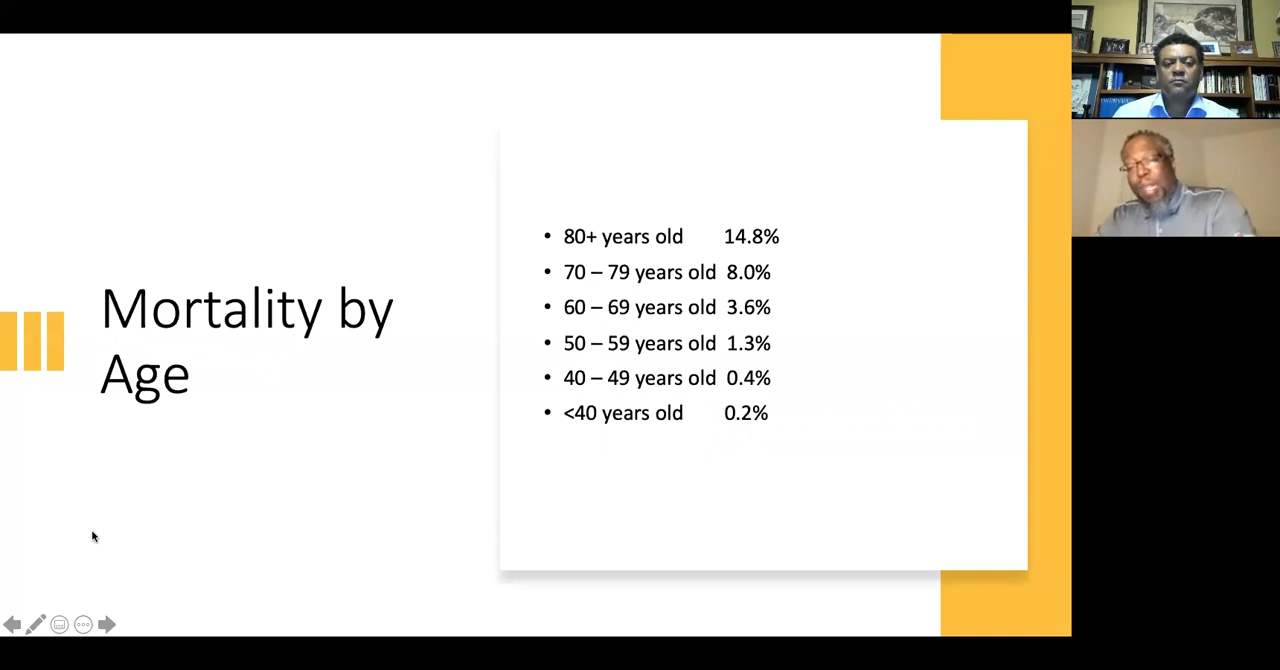 Mortality by
Age
• 80+ years old 14.8%
• 70 – 79 years old 8.0%
• 60 – 69 years old 3.6%
• 50 – 59 years old 1.3%
• 40 – 49 years old 0.4%
• <40 years old 0.2%